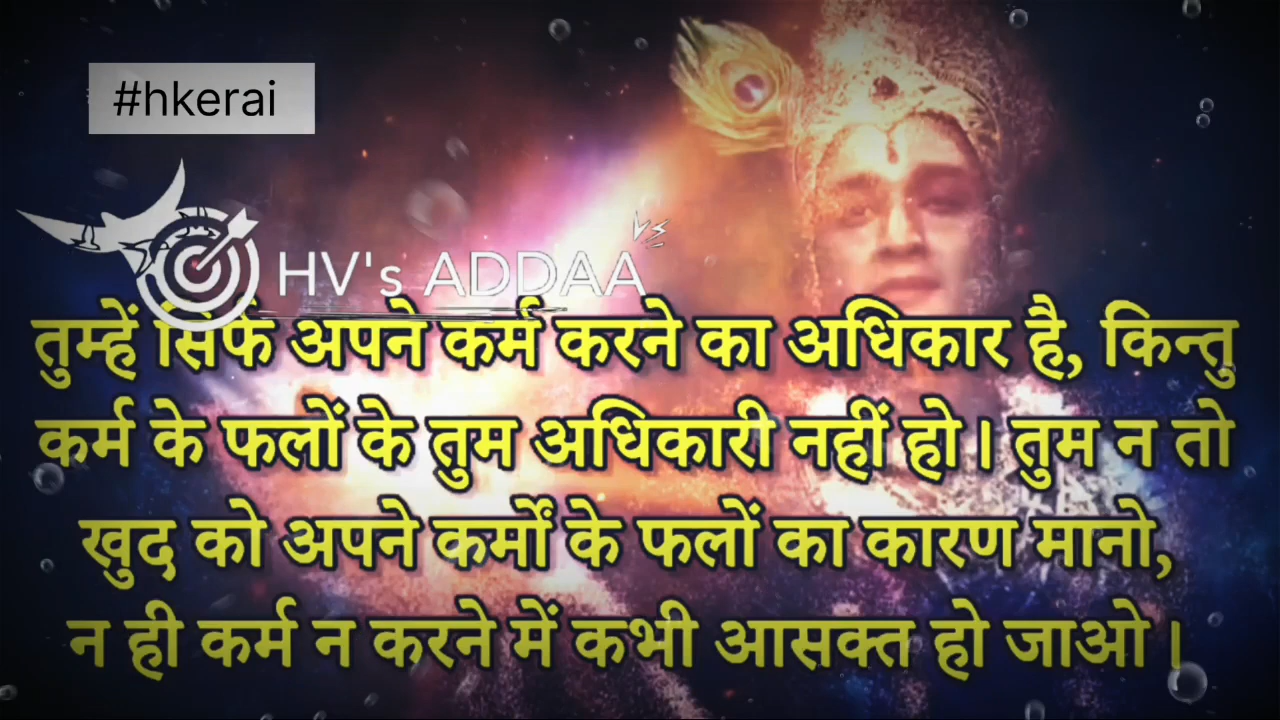 #hkerai
HV's ADDAA
तुम्हें सिर्फ अपने कर्म करने का अधिकार है, किन्तु
कर्म के फलों के तुम अधिकारी नहीं हो। तुम न तो
खुद को अपने कर्मों के फलों का कारण मानो,
न ही कर्म न करने में कभी आसक्त हो जाओ।